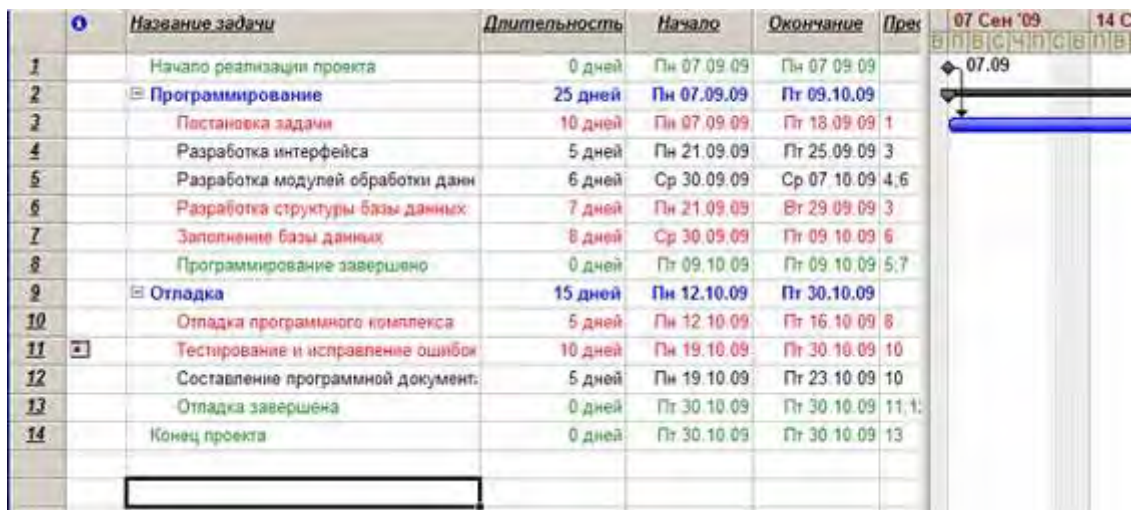 Название задачи Длительность Начало Окончание Прес 07 Сен '09 14 С
В П В С Ч П С В П В
1 Начало реализации проекта 0 дней Пн 07.09.09 Пн 07.09.09 07.09
2 Программирование 25 дней Пн 07.09.09 Пт 09.10.09
3 Постановка задачи 10 дней Пн 07.09.09 Пт 18.09.09 1
4 Разработка интерфейса 5 дней Пн 21.09.09 Пт 25.09.09 3
5 Разработка модулей обработки данн 6 дней Ср 30.09.09 Ср 07.10.09 4;6
6 Разработка структуры базы данных 7 дней Пн 21.09.09 Вт 29.09.09 3
7 Заполнение базы данных 8 дней Ср 30.09.09 Пт 09.10.09 6
8 Программирование завершено 0 дней Пт 09.10.09 Пт 09.10.09 5;7
9 Отладка 15 дней Пн 12.10.09 Пт 30.10.09
10 Отладка программного комплекса 5 дней Пн 12.10.09 Пт 16.10.09 8
11 Тестирование и исправление ошибок 10 дней Пн 19.10.09 Пт 30.10.09 10
12 Составление программной документ 5 дней Пн 19.10.09 Пт 23.10.09 10
13 Отладка завершена 0 дней Пт 30.10.09 Пт 30.10.09 11;1
14 Конец проекта 0 дней Пт 30.10.09 Пт 30.10.09 13